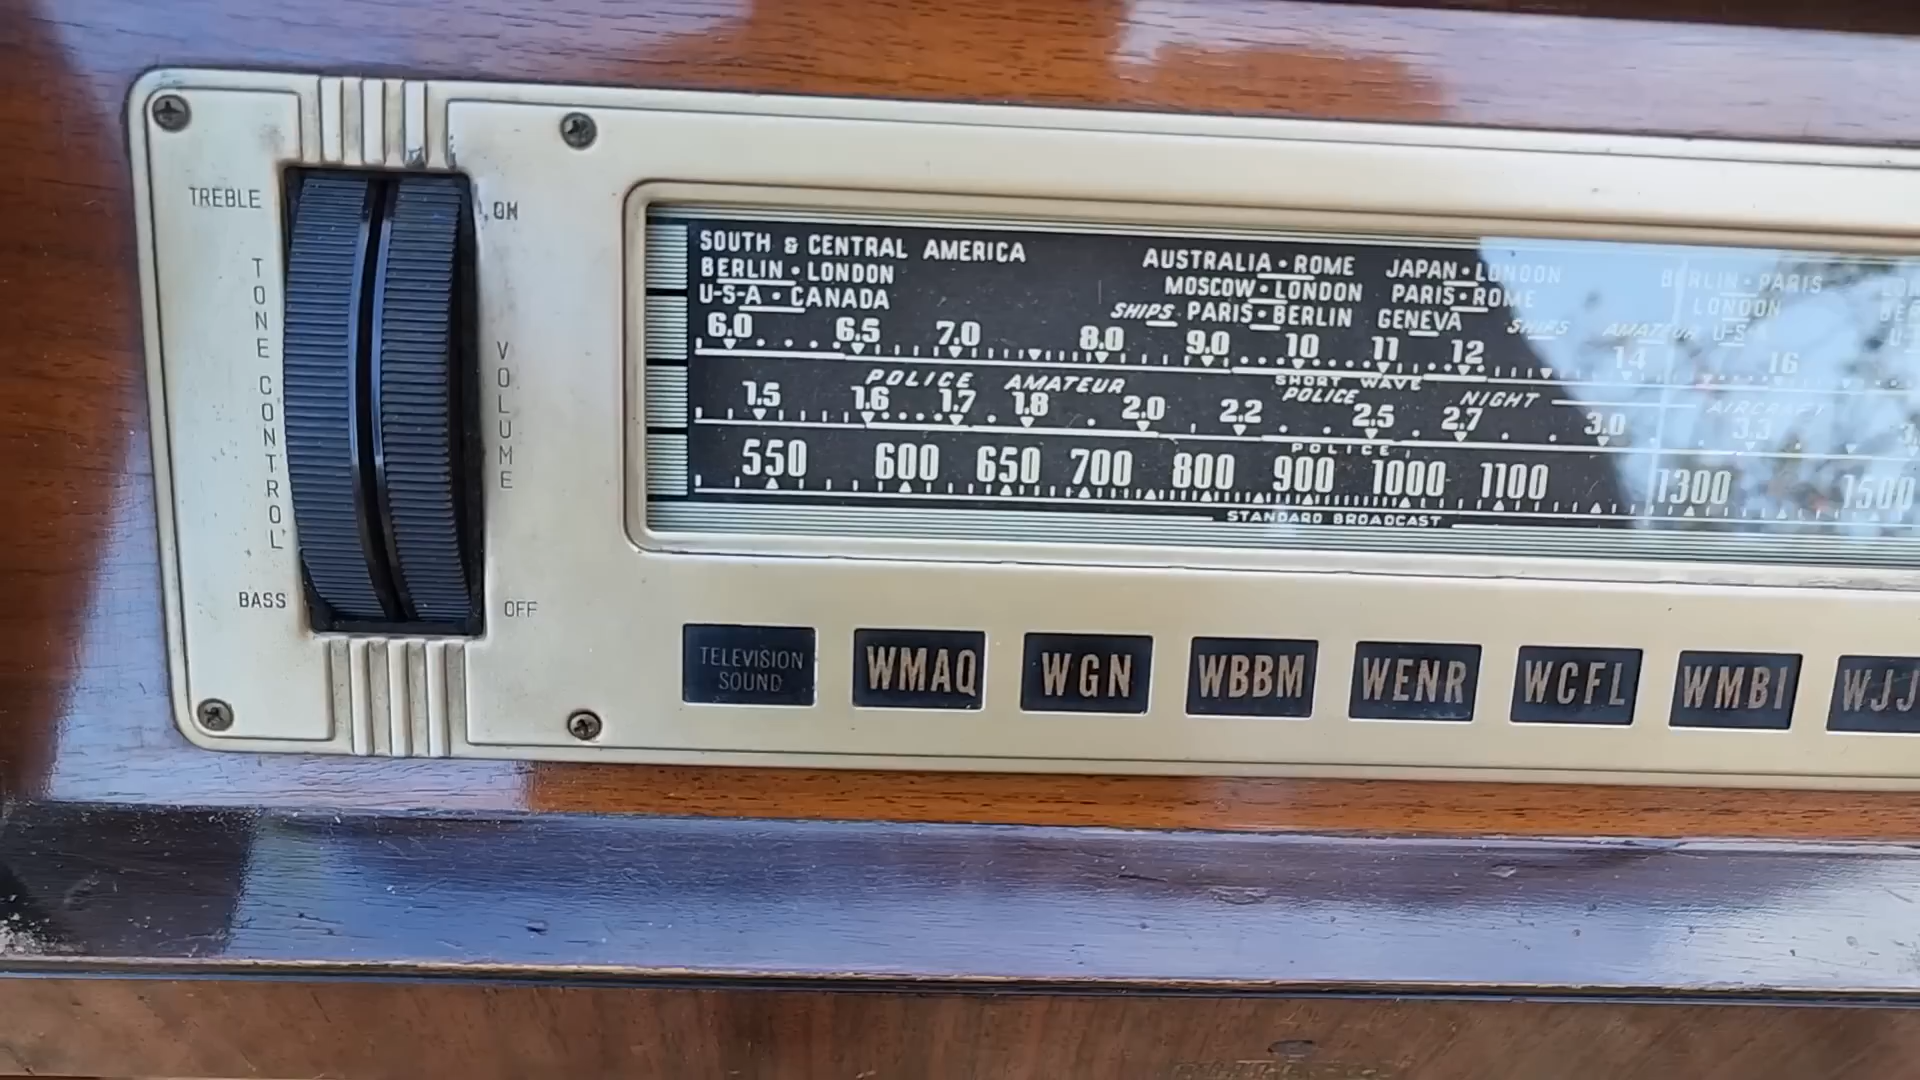 TREBLE
TONE CONTROL
BASS
ON
VOLUME
OFF
SOUTH & CENTRAL AMERICA
BERLIN • LONDON
U-S-A • CANADA
AUSTRALIA • ROME JAPAN • LONDON BERLIN • PARIS
MOSCOW • LONDON PARIS • ROME LONDON
SHIPS PARIS • BERLIN GENEVA SHIPS AMATEUR U-S-A
6.0 6.5 7.0 8.0 9.0 10 11 12 14 16
SHORT WAVE
POLICE AMATEUR POLICE NIGHT AIRCRAFT
1.5 1.6 1.7 1.8 2.0 2.2 2.5 2.7 3.0 3.3
POLICE
550 600 650 700 800 900 1000 1100 1300 1500
STANDARD BROADCAST
TELEVISION
SOUND
WMAQ WGN WBBM WENR WCFL WMBI WJJ